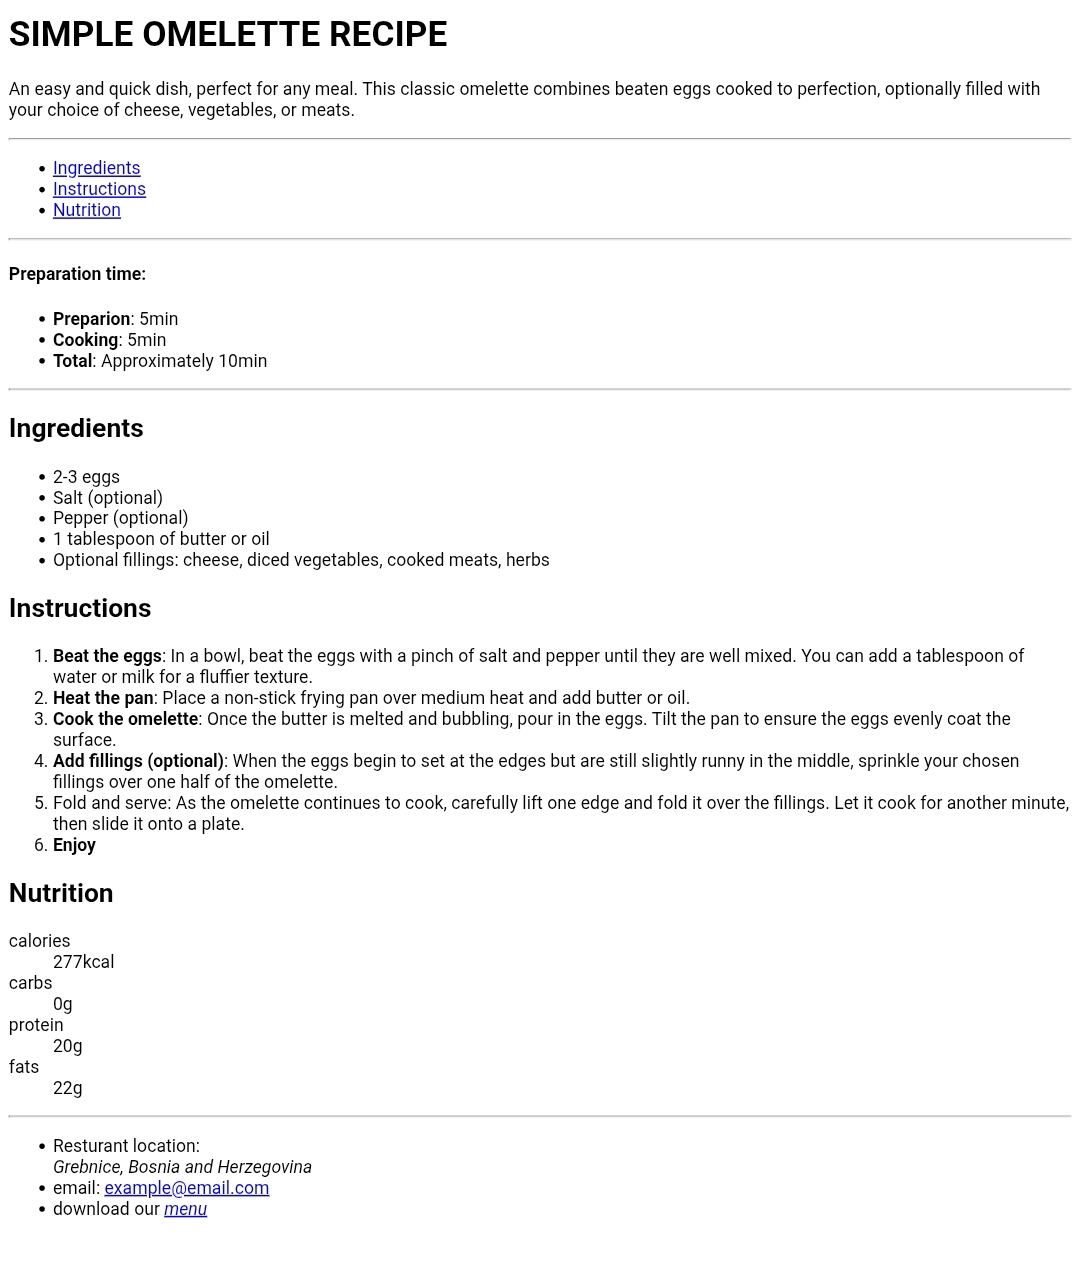 SIMPLE OMELETTE RECIPE
An easy and quick dish, perfect for any meal. This classic omelette combines beaten eggs cooked to perfection, optionally filled with
your choice of cheese, vegetables, or meats.
• Ingredients
• Instructions
• Nutrition
Preparation time:
• Preparion: 5min
• Cooking: 5min
• Total: Approximately 10min
Ingredients
• 2-3 eggs
• Salt (optional)
• Pepper (optional)
• 1 tablespoon of butter or oil
• Optional fillings: cheese, diced vegetables, cooked meats, herbs
Instructions
1. Beat the eggs: In a bowl, beat the eggs with a pinch of salt and pepper until they are well mixed. You can add a tablespoon of
water or milk for a fluffier texture.
2. Heat the pan: Place a non-stick frying pan over medium heat and add butter or oil.
3. Cook the omelette: Once the butter is melted and bubbling, pour in the eggs. Tilt the pan to ensure the eggs evenly coat the
surface.
4. Add fillings (optional): When the eggs begin to set at the edges but are still slightly runny in the middle, sprinkle your chosen
fillings over one half of the omelette.
5. Fold and serve: As the omelette continues to cook, carefully lift one edge and fold it over the fillings. Let it cook for another minute,
then slide it onto a plate.
6. Enjoy
Nutrition
calories
277kcal
carbs
0g
protein
20g
fats
22g
• Resturant location:
Grebnice, Bosnia and Herzegovina
• email: example@email.com
• download our menu